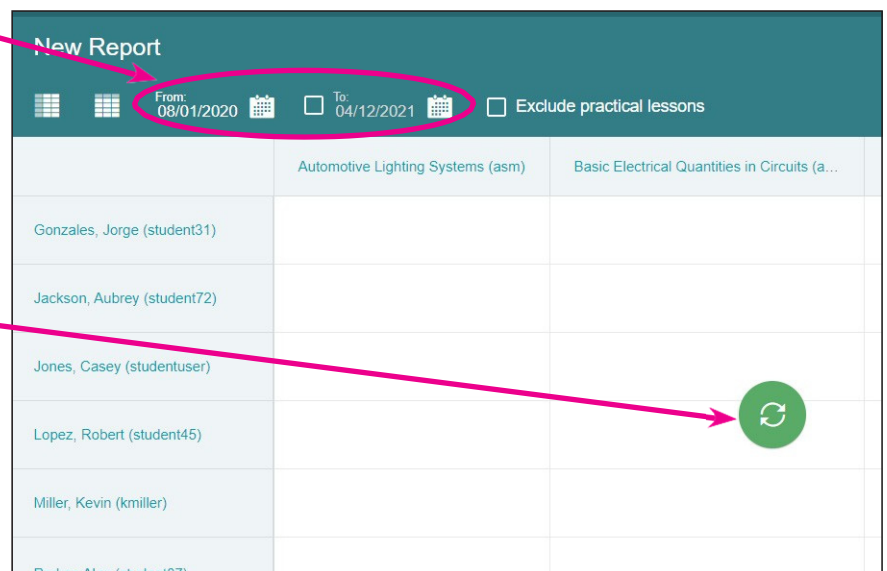 New Report
From:
08/01/2020
To:
04/12/2021
Exclude practical lessons
Automotive Lighting Systems (asm)
Basic Electrical Quantities in Circuits (a...
Gonzales, Jorge (student31)
Jackson, Aubrey (student72)
Jones, Casey (studentuser)
Lopez, Robert (student45)
Miller, Kevin (kmiller)